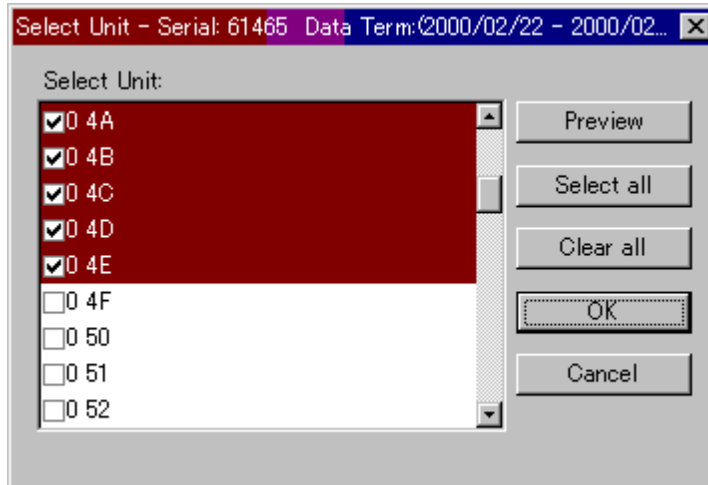 Select Unit - Serial: 61465 Data Term:(2000/02/22 - 2000/02...
Select Unit:
0 4A
0 4B
0 4C
0 4D
0 4E
0 4F
0 50
0 51
0 52
Preview
Select all
Clear all
OK
Cancel